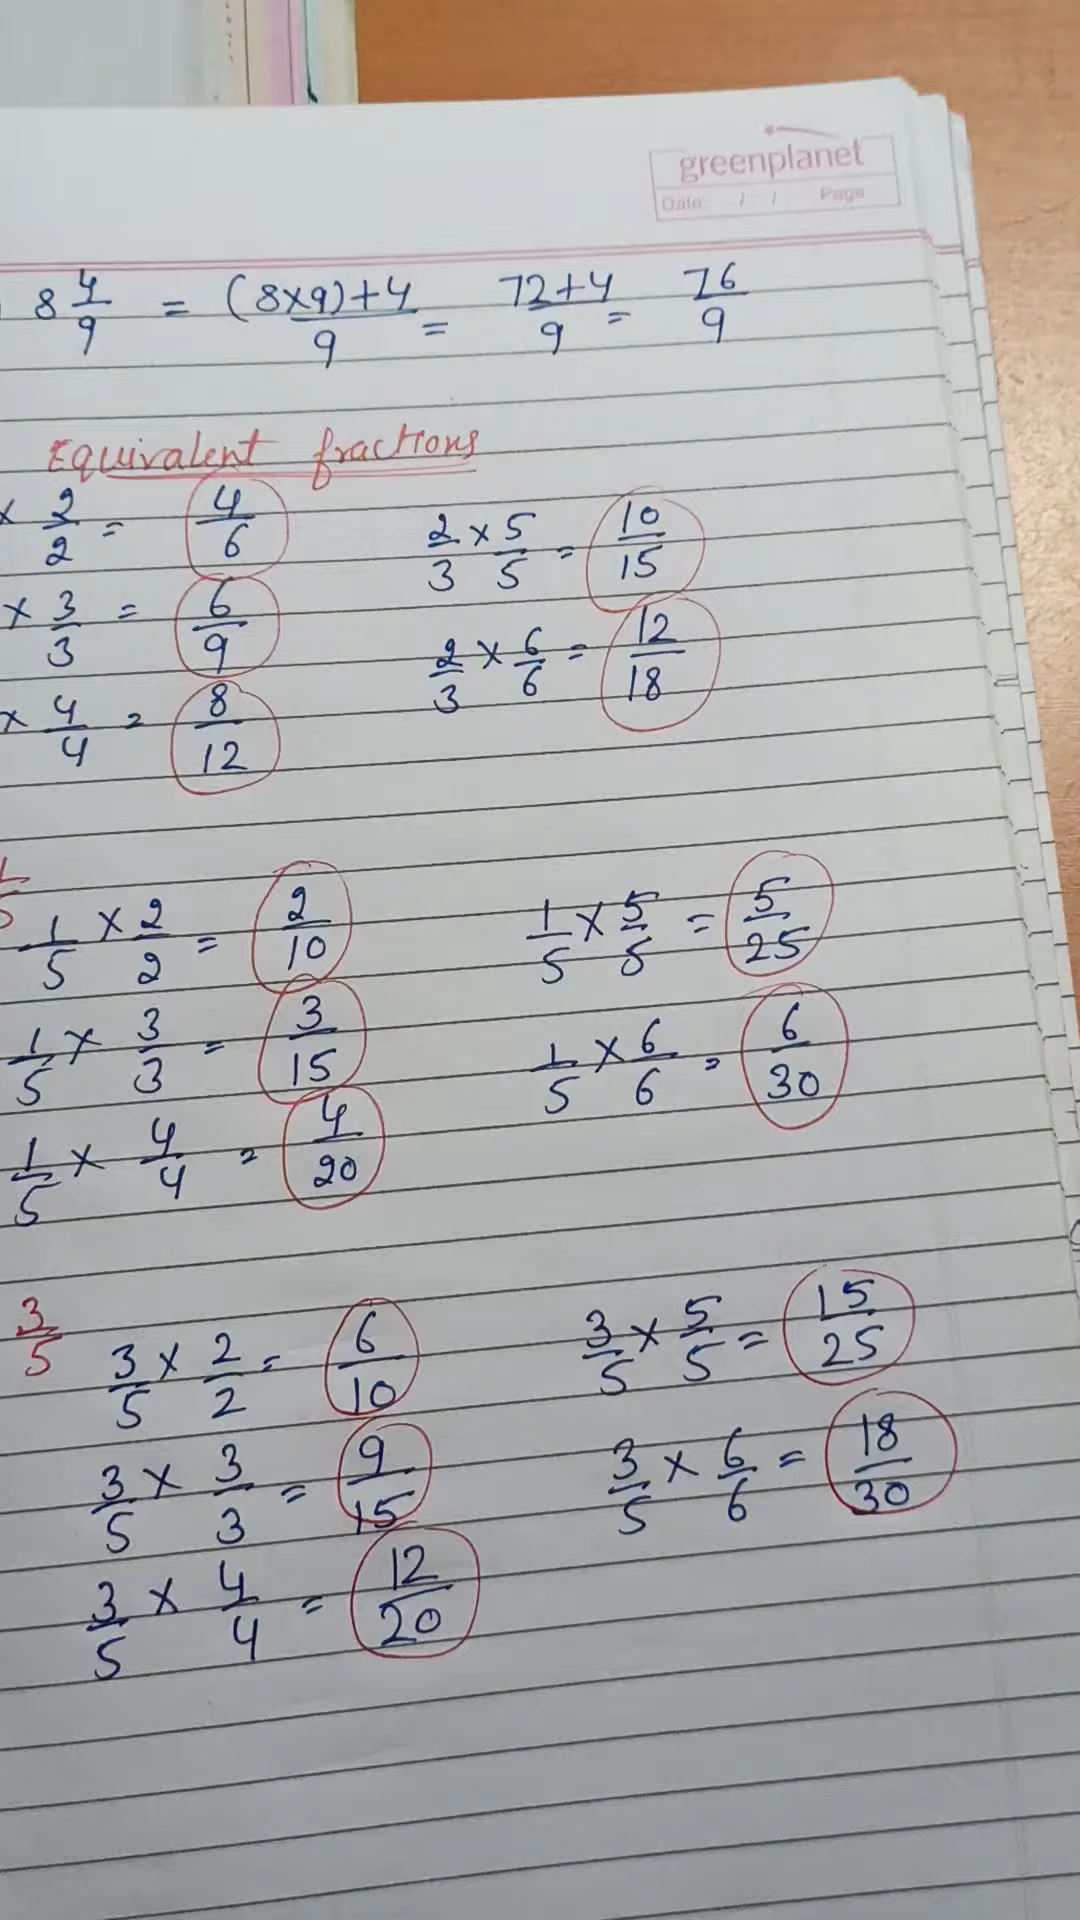 greenplanet
Date / / Page
8 4/9 = (8×9)+4/9 = 72+4/9 = 76/9
Equivalent fractions
× 2/2 = 4/6
2/3 × 5/5 = 10/15
× 3/3 = 6/9
2/3 × 6/6 = 12/18
× 4/4 = 8/12
1/5 × 2/2 = 2/10
1/5 × 5/5 = 5/25
1/5 × 3/3 = 3/15
1/5 × 6/6 = 6/30
1/5 × 4/4 = 4/20
3/5
3/5 × 2/2 = 6/10
3/5 × 5/5 = 15/25
3/5 × 3/3 = 9/15
3/5 × 6/6 = 18/30
3/5 × 4/4 = 12/20